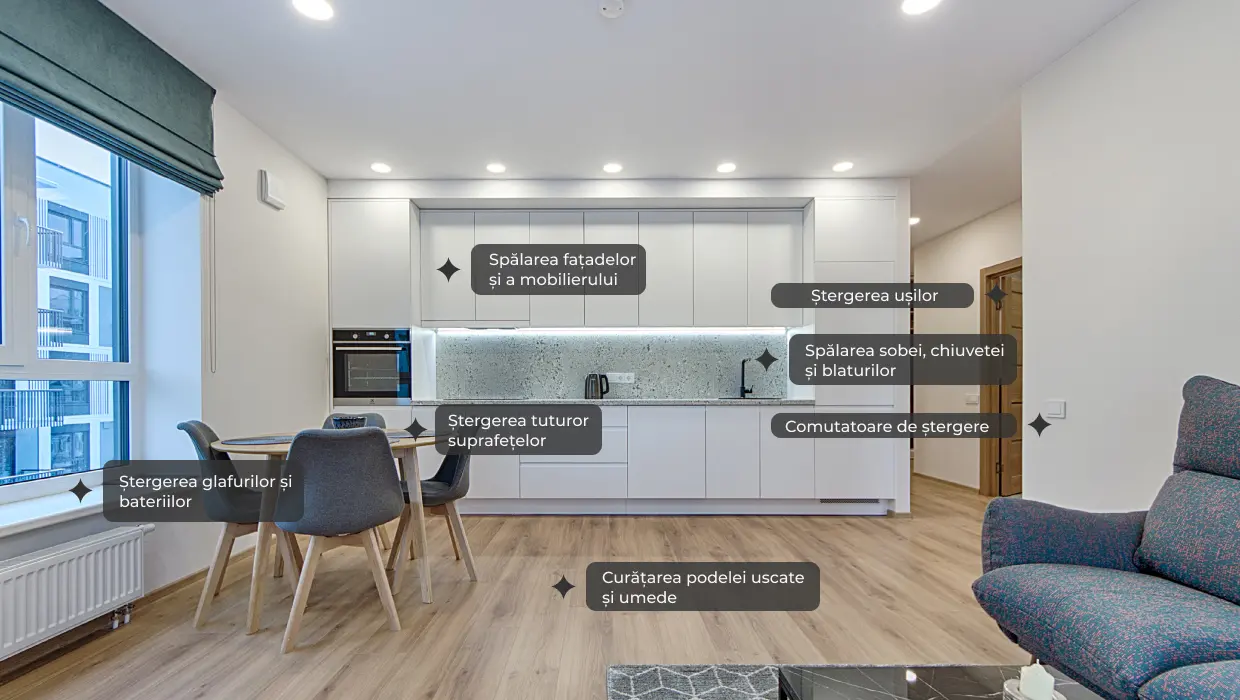 Spălarea fațadelor
și a mobilierului
Ștergerea ușilor
Spălarea sobei, chiuvetei
și blaturilor
Ștergerea tuturor
suprafețelor
Comutatoare de ștergere
Ștergerea glafurilor și
bateriilor
Curățarea podelei uscate
și umede